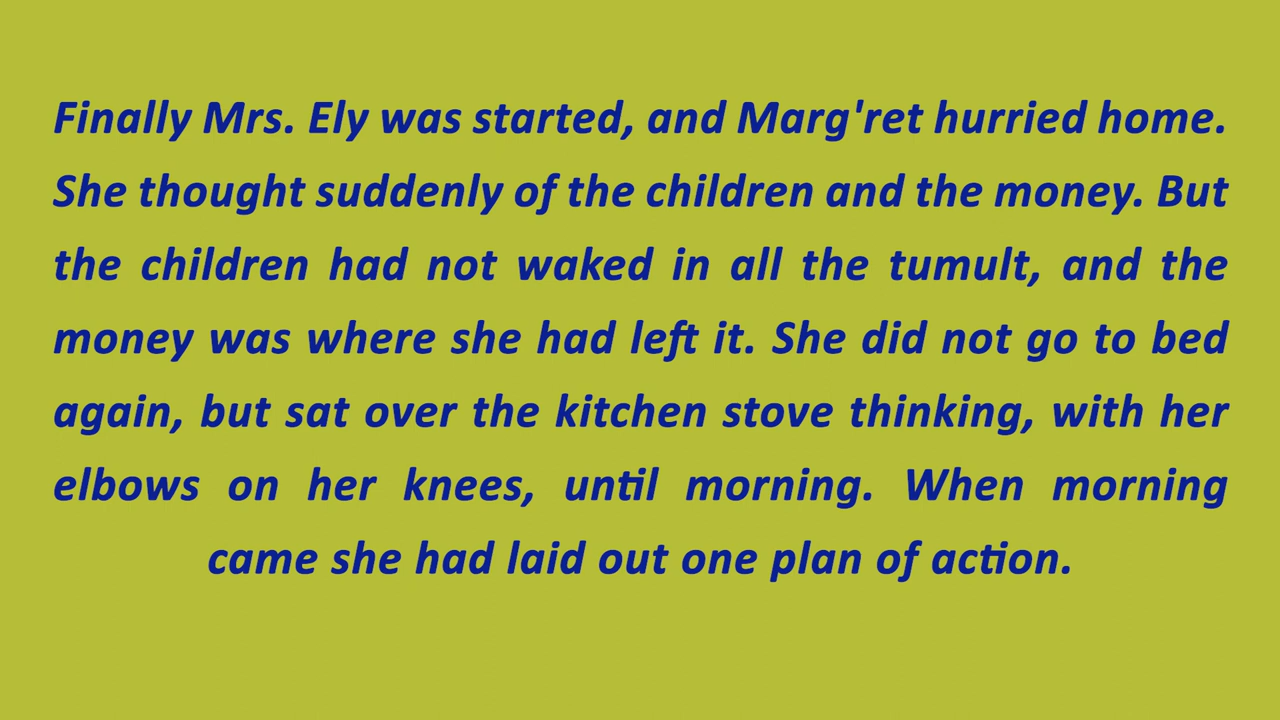 Finally Mrs. Ely was started, and Marg'ret hurried home.
She thought suddenly of the children and the money. But
the children had not waked in all the tumult, and the
money was where she had left it. She did not go to bed
again, but sat over the kitchen stove thinking, with her
elbows on her knees, until morning. When morning
came she had laid out one plan of action.